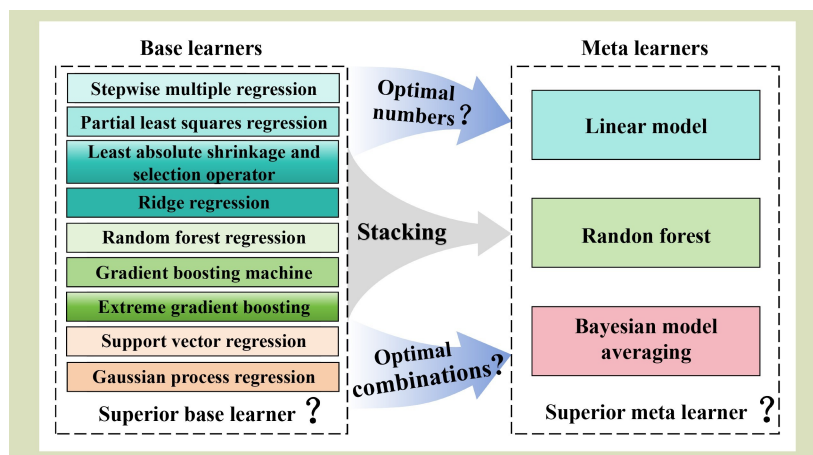 Base learners
Stepwise multiple regression
Partial least squares regression
Least absolute shrinkage and
selection operator
Ridge regression
Random forest regression
Gradient boosting machine
Extreme gradient boosting
Support vector regression
Gaussian process regression
Superior base learner ?
Optimal
numbers ?
Stacking
Optimal
combinations?
Meta learners
Linear model
Randon forest
Bayesian model
averaging
Superior meta learner ?